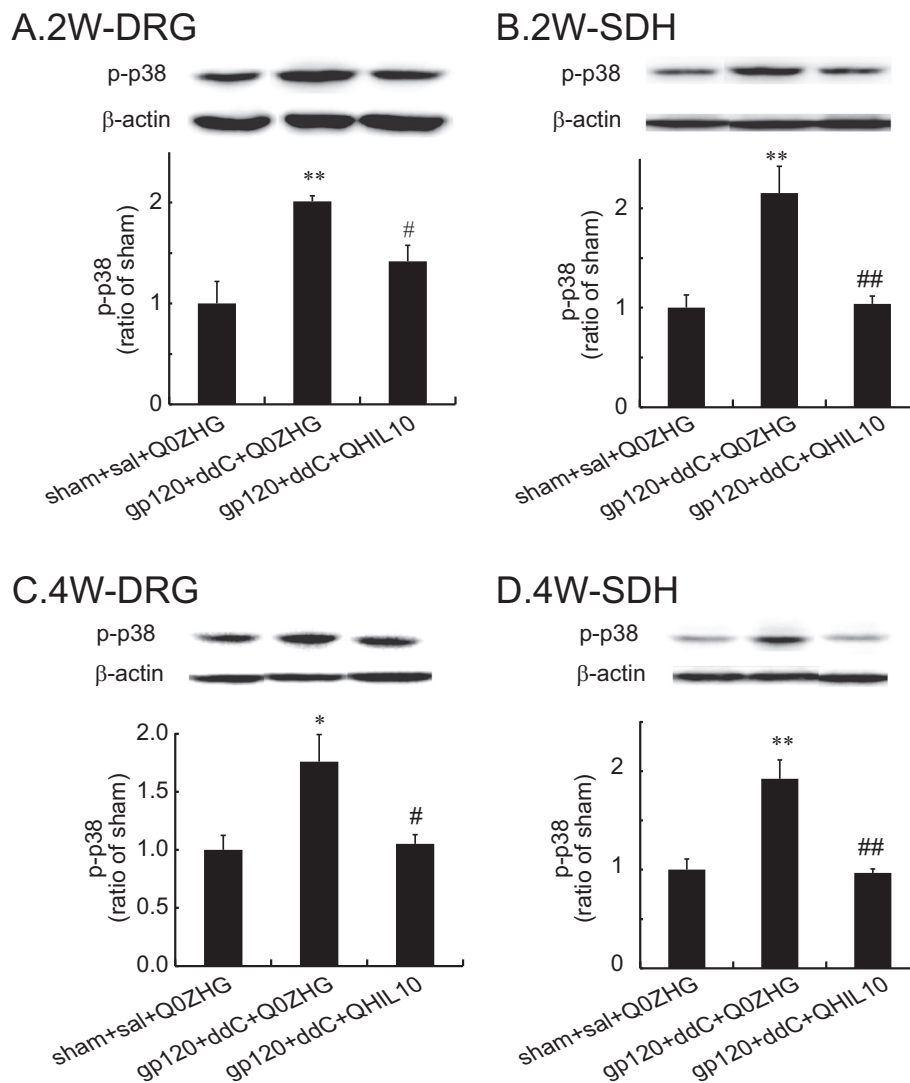 A.2W-DRG
p-p38
β-actin
p-p38
(ratio of sham)
2
1
0
**
#
sham+sal+Q0ZHG
gp120+ddC+Q0ZHG
gp120+ddC+QHIL10
B.2W-SDH
p-p38
β-actin
p-p38
(ratio of sham)
2
1
0
**
##
sham+sal+Q0ZHG
gp120+ddC+Q0ZHG
gp120+ddC+QHIL10
C.4W-DRG
p-p38
β-actin
p-p38
(ratio of sham)
2.0
1.5
1.0
0.5
0.0
*
#
sham+sal+Q0ZHG
gp120+ddC+Q0ZHG
gp120+ddC+QHIL10
D.4W-SDH
p-p38
β-actin
p-p38
(ratio of sham)
2
1
0
**
##
sham+sal+Q0ZHG
gp120+ddC+Q0ZHG
gp120+ddC+QHIL10